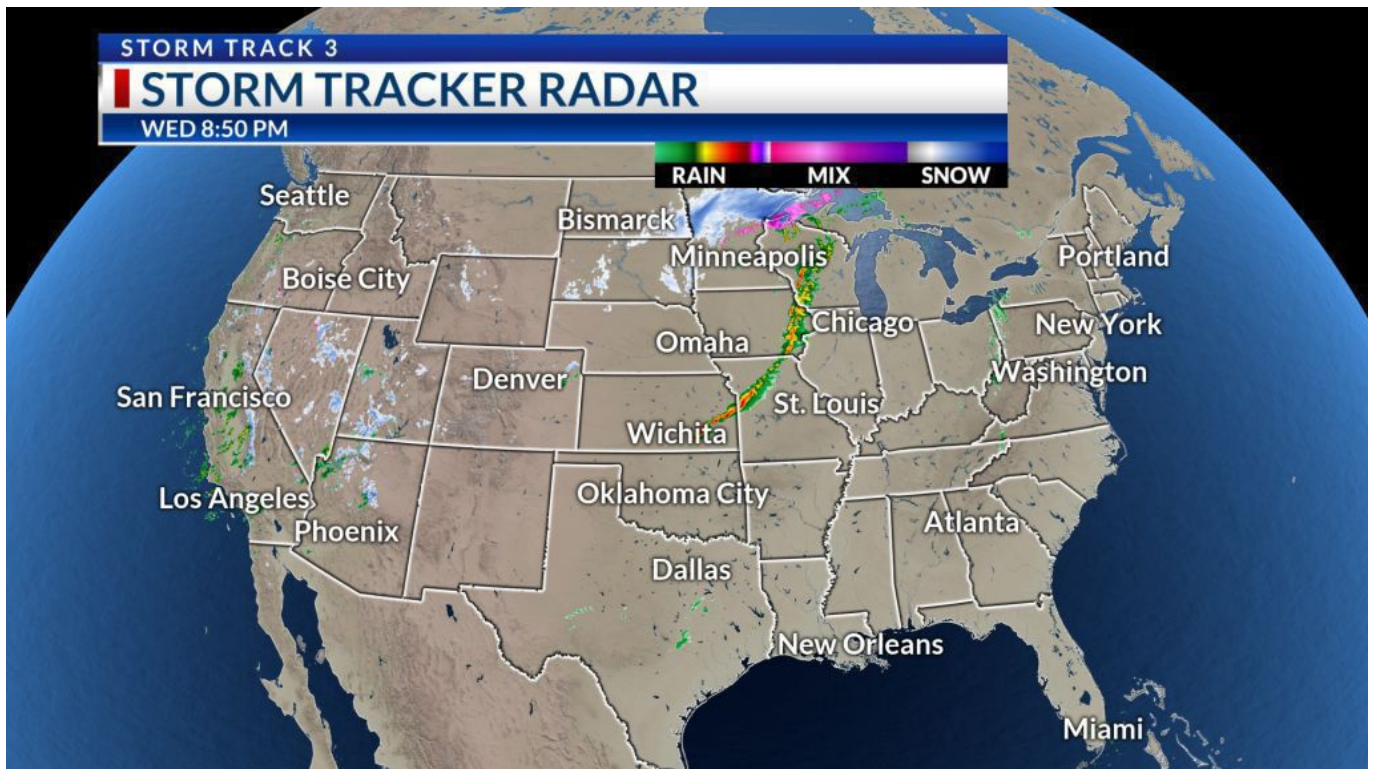 STORM TRACK 3
STORM TRACKER RADAR
WED 8:50 PM
RAIN MIX SNOW
Seattle
Bismarck
Minneapolis
Portland
Boise City
Chicago
New York
Omaha
Washington
Denver
San Francisco
St. Louis
Wichita
Los Angeles
Oklahoma City
Phoenix
Atlanta
Dallas
New Orleans
Miami